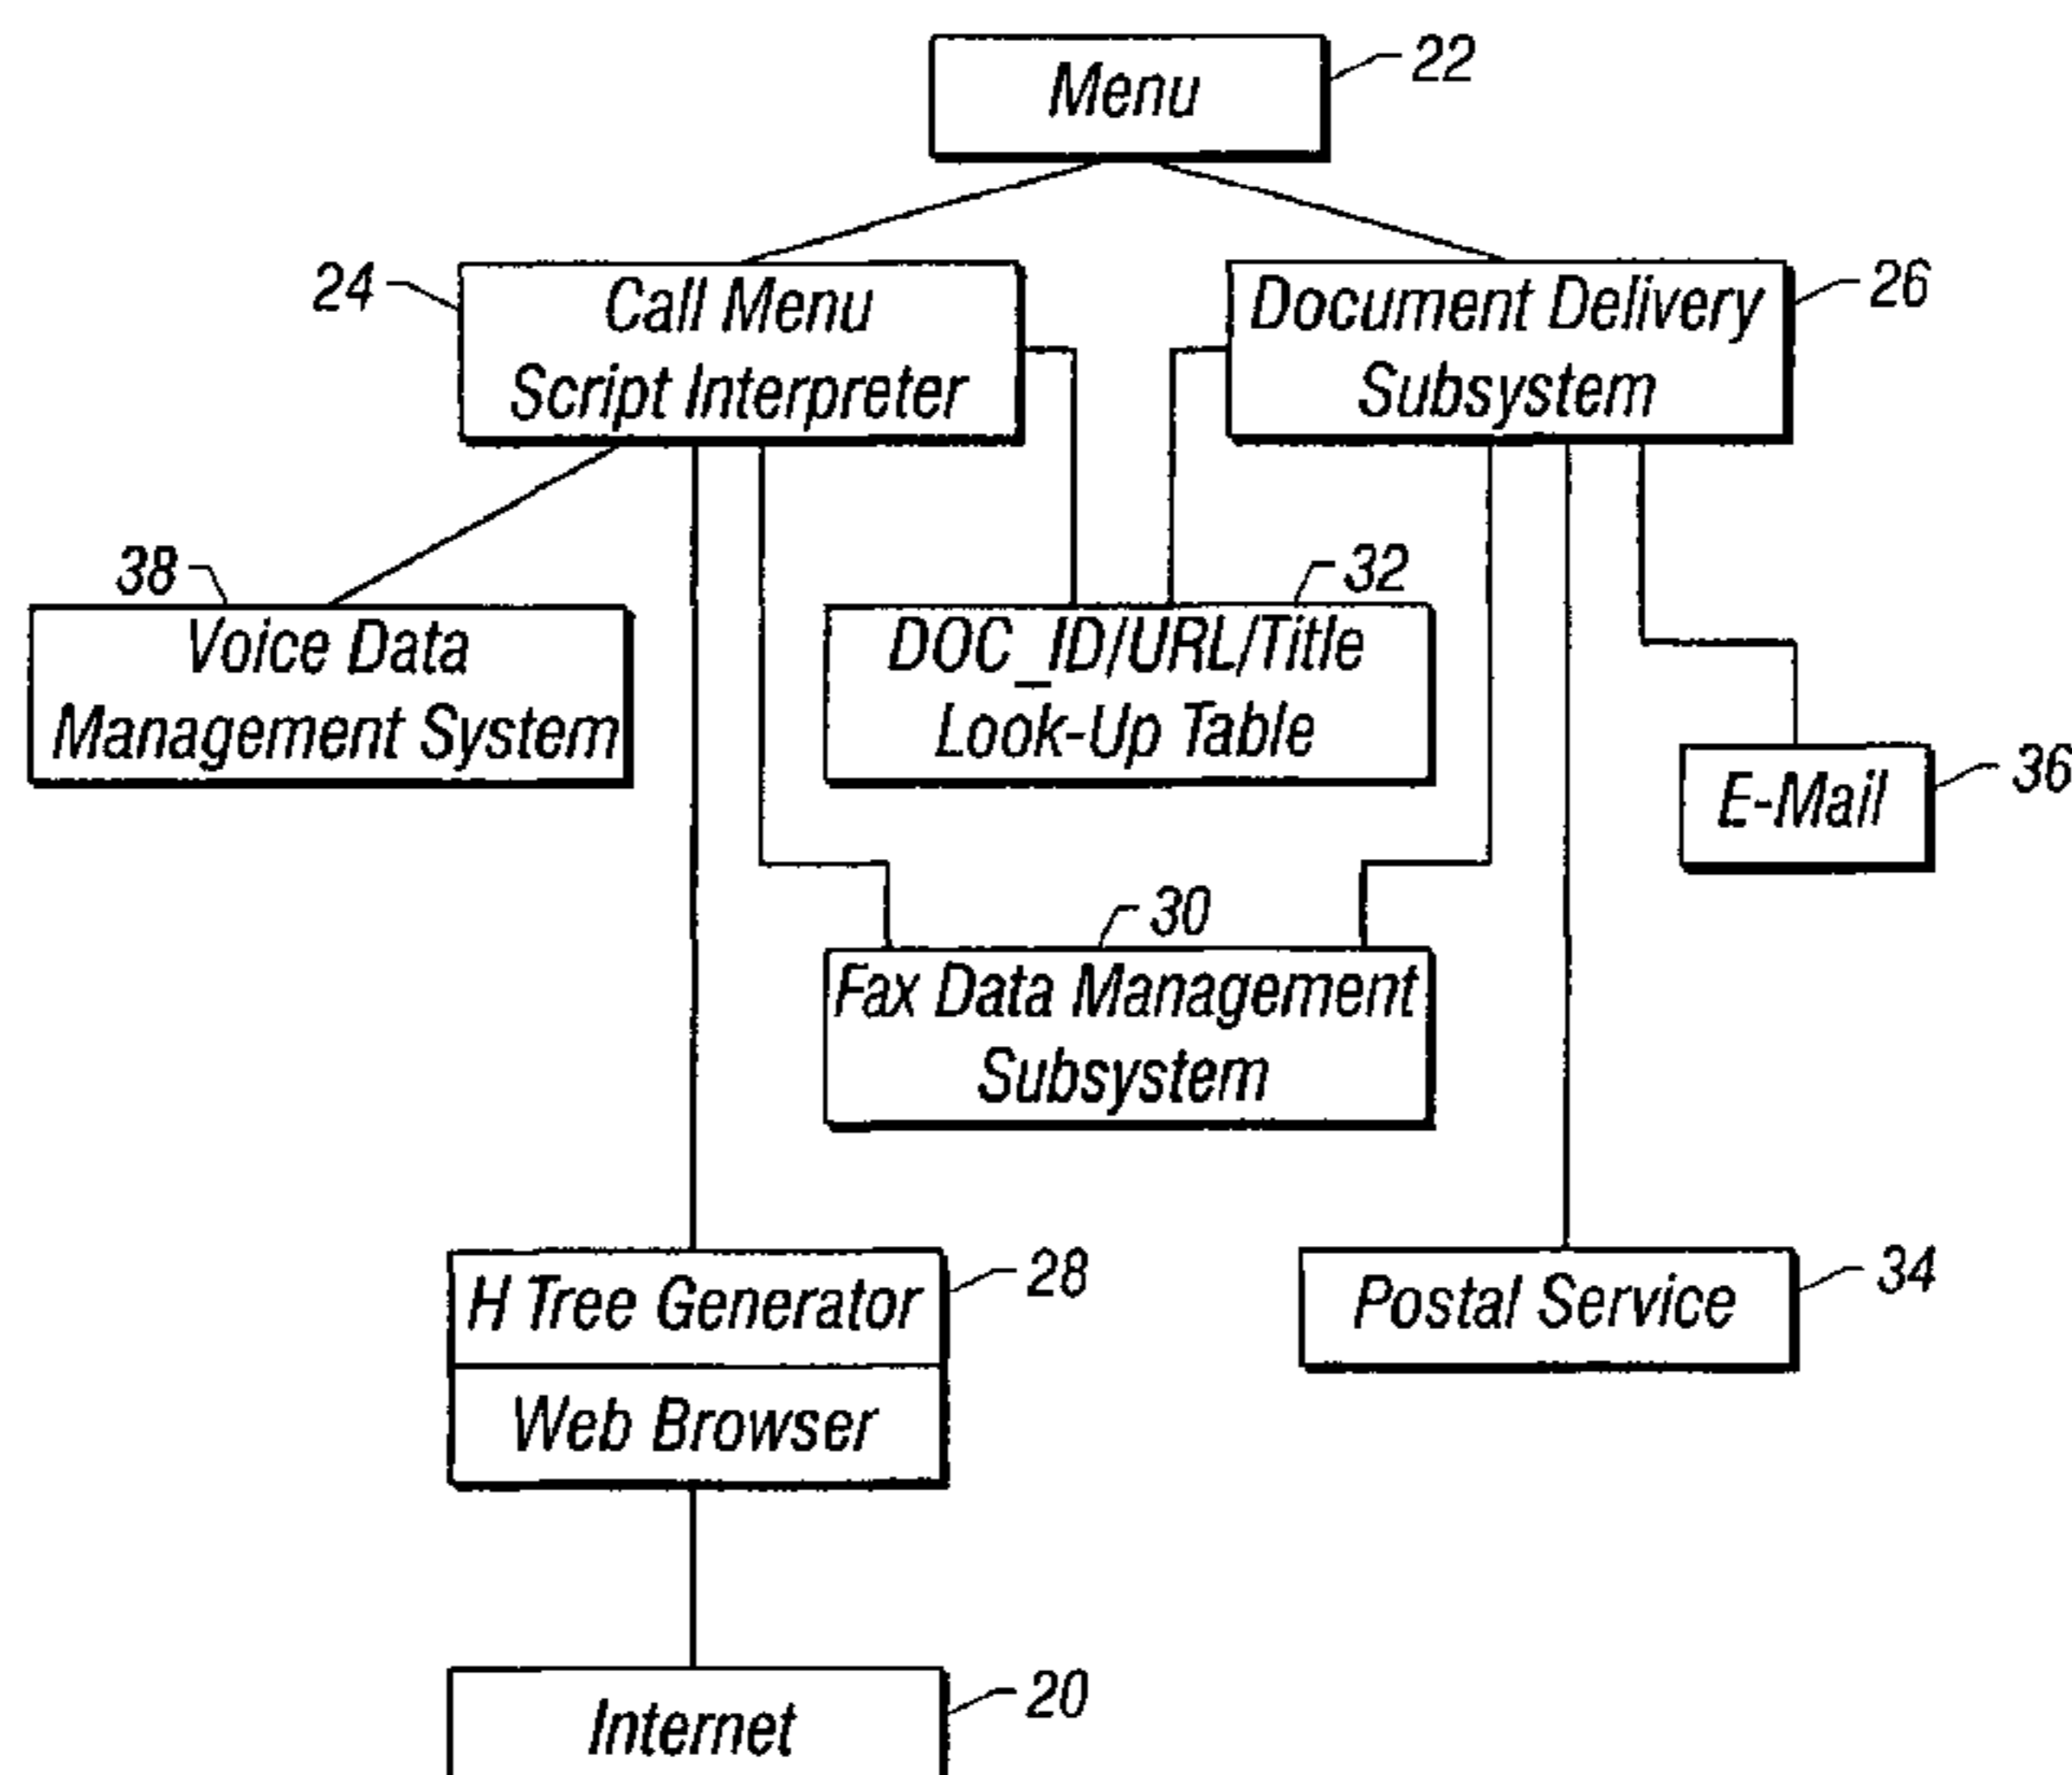 Menu
22
24
Call Menu
Script Interpreter
Document Delivery
Subsystem
26
38
Voice Data
Management System
32
DOC_ID/URL/Title
Look-Up Table
E-Mail
36
30
Fax Data Management
Subsystem
H Tree Generator
28
Web Browser
Postal Service
34
Internet
20